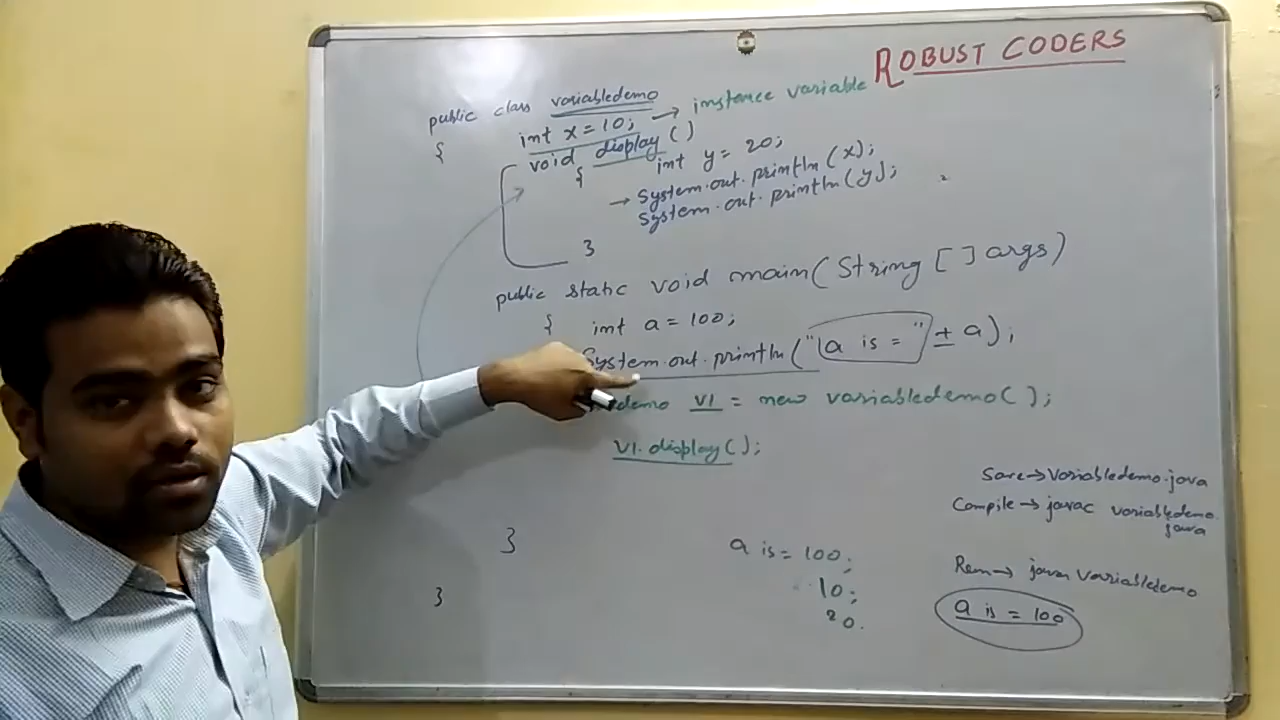 ROBUST CODERS
public class variabledemo
{ int x = 10; → instance variable
void display()
{ int y = 20;
→ System.out.println(x);
System.out.println(y);
}
public static void main(String [] args)
{ int a = 100;
System.out.println("a is =" + a);
demo v1 = new variabledemo();
v1.display();
}
}
Save → Variabledemo.java
Compile → javac variabledemo.
java
Run → java Variabledemo
a is = 100
a is = 100;
10;
20.